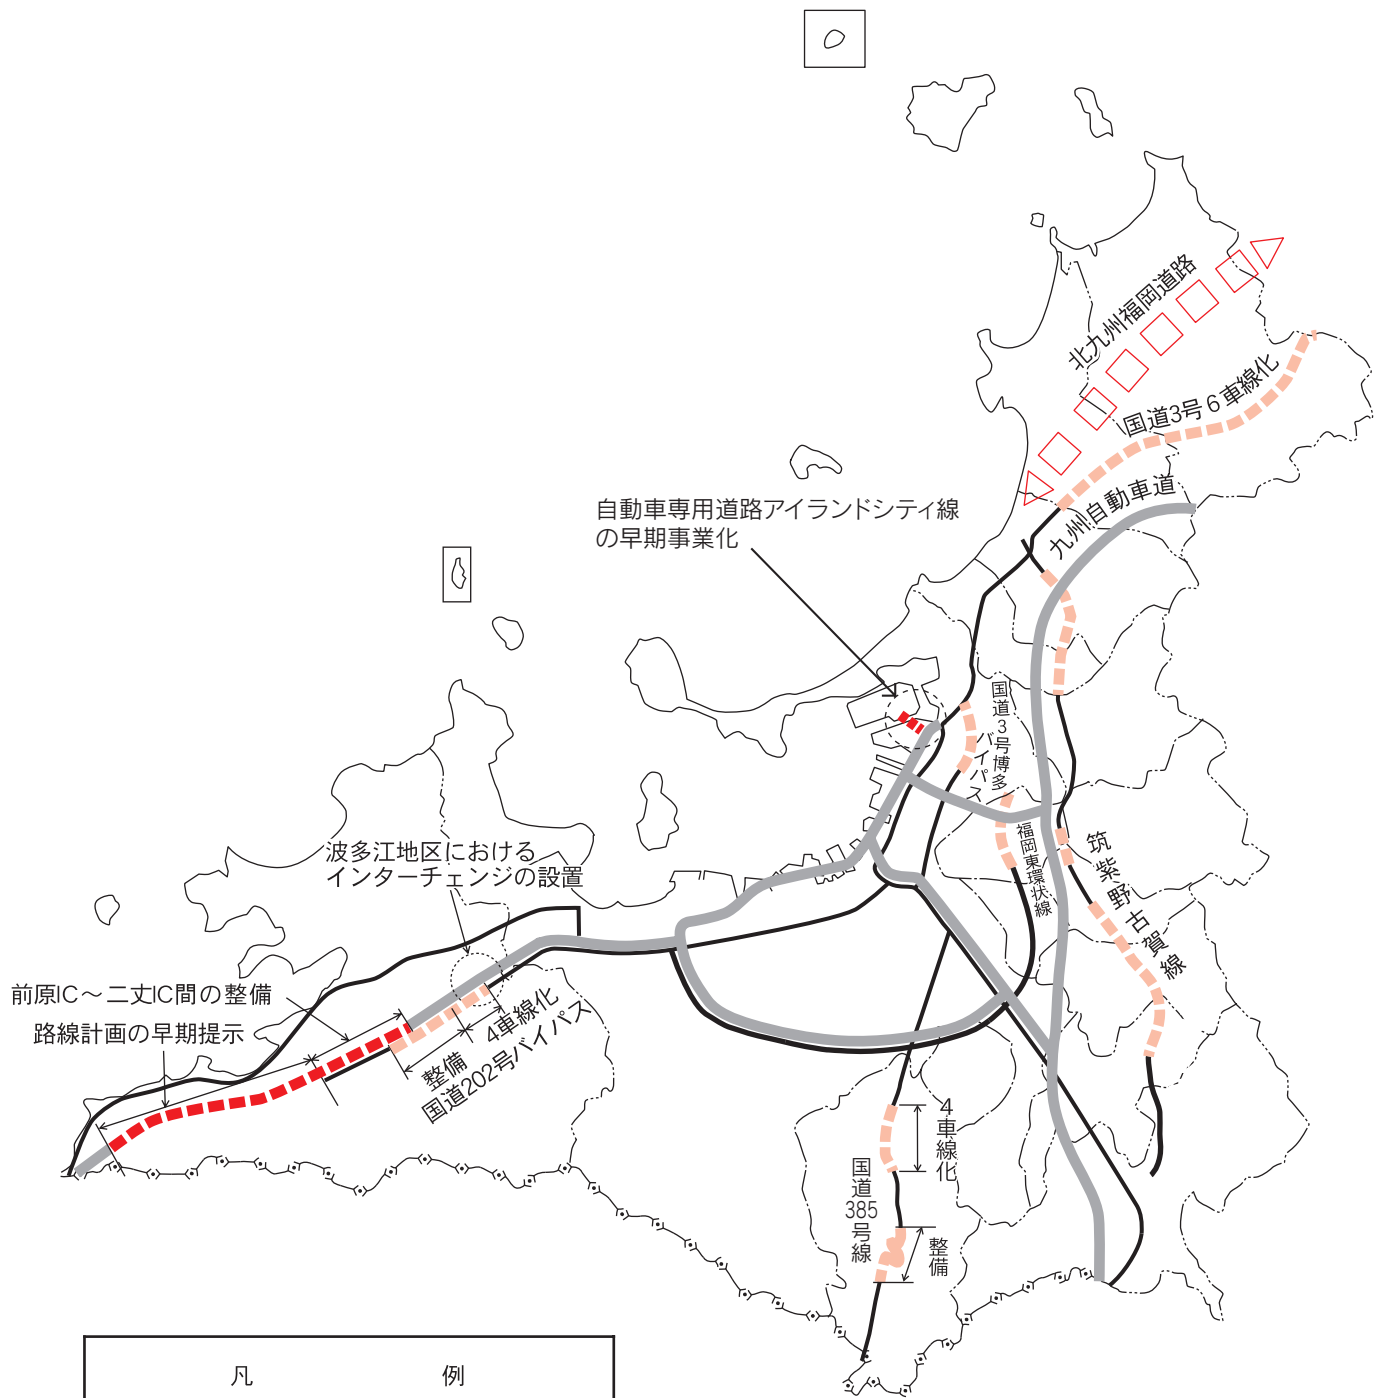 北九州福岡道路
国道3号6車線化
九州自動車道
自動車専用道路アイランドシティ線
の早期事業化
国道3号博多
バイパス
福岡東環状線
筑紫野古賀線
波多江地区における
インターチェンジの設置
前原IC～二丈IC間の整備
路線計画の早期提示
整備
4車線化
国道202号バイパス
4車線化
国道385号線
整備
凡例